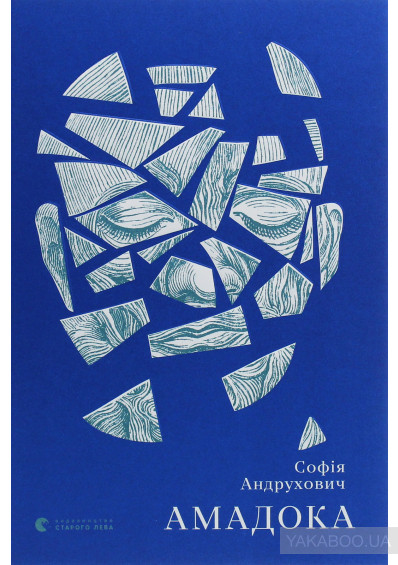 Софія
Андрухович
ВИДАВНИЦТВО
СТАРОГО ЛЕВА
АМАДОКА
YAKABOO.UA